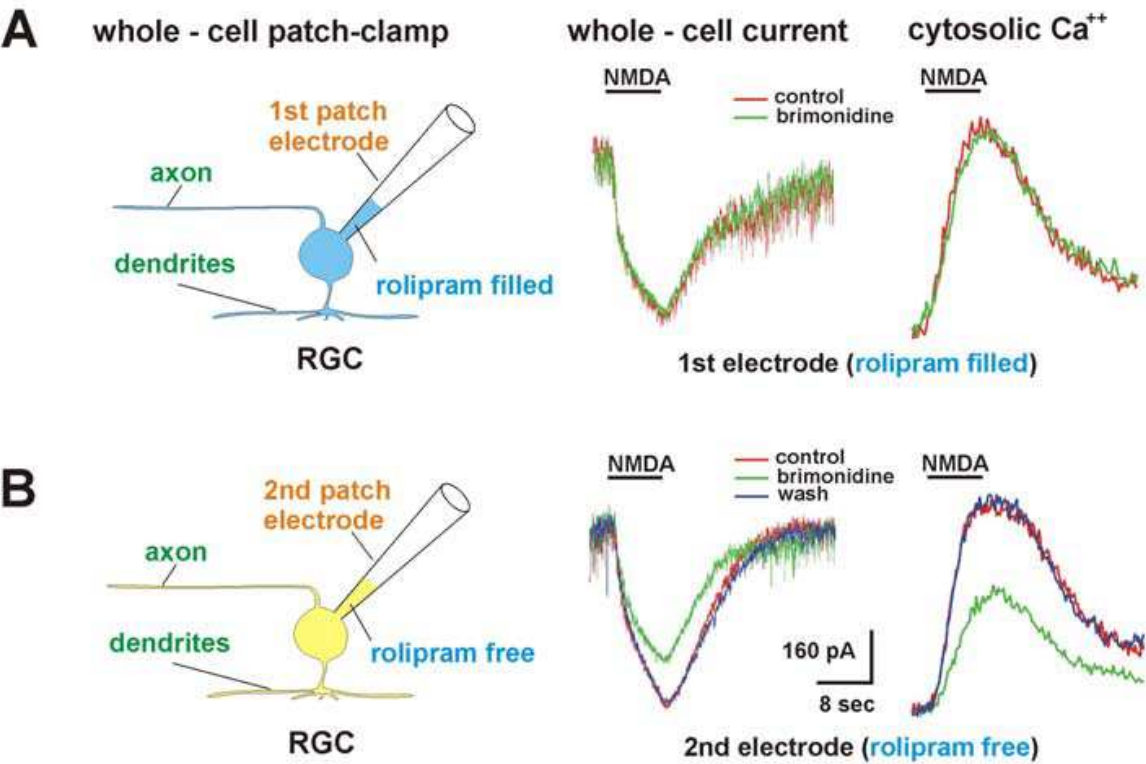 A
whole - cell patch-clamp
whole - cell current
cytosolic Ca++
1st patch
electrode
axon
dendrites
rolipram filled
RGC
NMDA
control
brimonidine
NMDA
1st electrode (rolipram filled)
B
2nd patch
electrode
axon
dendrites
rolipram free
RGC
NMDA
control
brimonidine
wash
NMDA
160 pA
8 sec
2nd electrode (rolipram free)